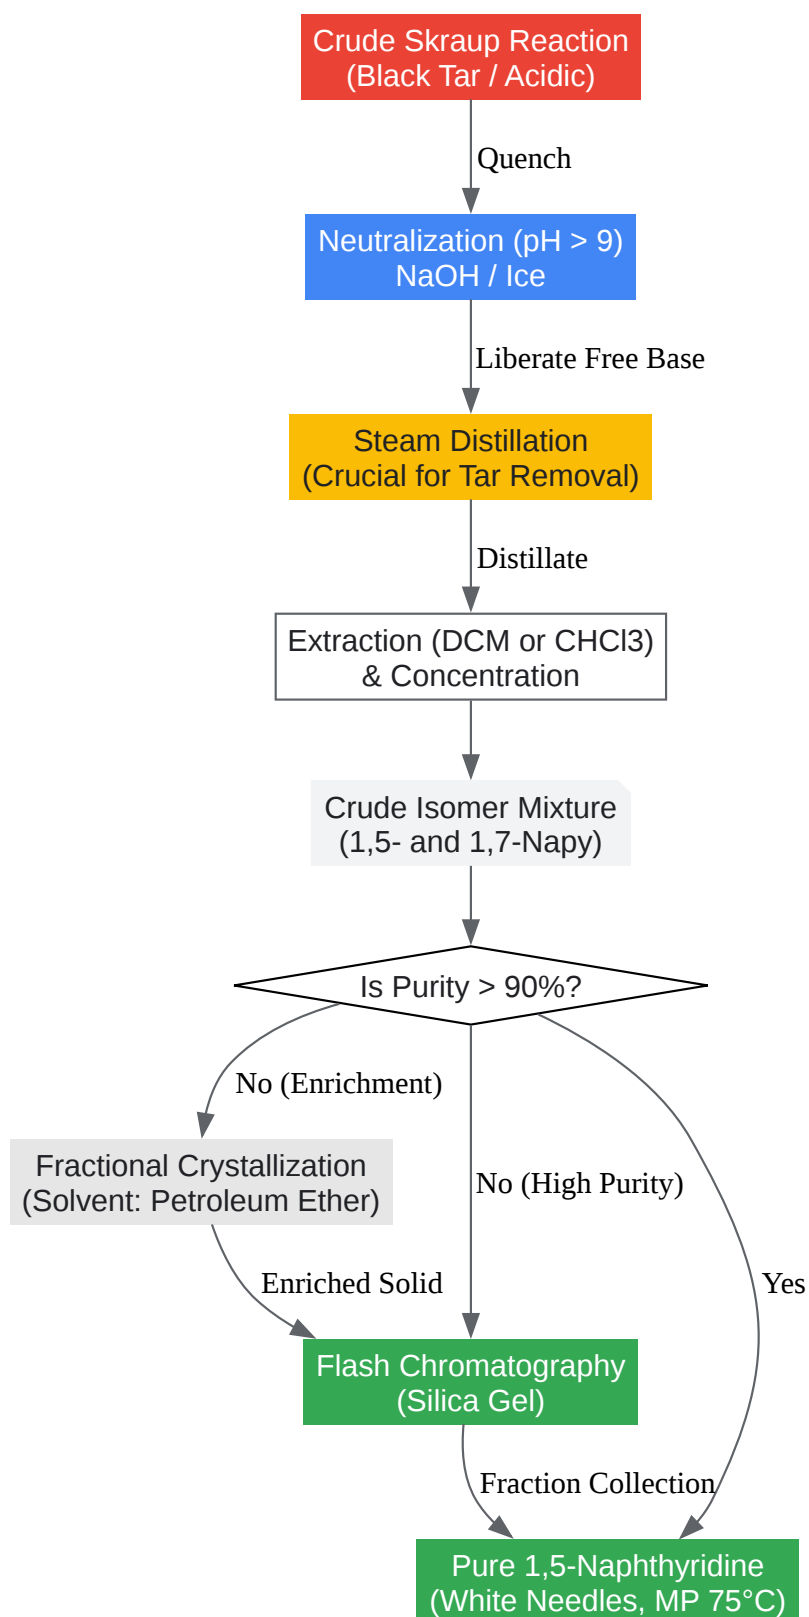 Crude Skraup Reaction
(Black Tar / Acidic)
Quench
Neutralization (pH > 9)
NaOH / Ice
Liberate Free Base
Steam Distillation
(Crucial for Tar Removal)
Distillate
Extraction (DCM or CHCl3)
& Concentration
Crude Isomer Mixture
(1,5- and 1,7-Napy)
Is Purity > 90%?
No (Enrichment)
Fractional Crystallization
(Solvent: Petroleum Ether)
No (High Purity)
Enriched Solid
Yes
Flash Chromatography
(Silica Gel)
Fraction Collection
Pure 1,5-Naphthyridine
(White Needles, MP 75°C)